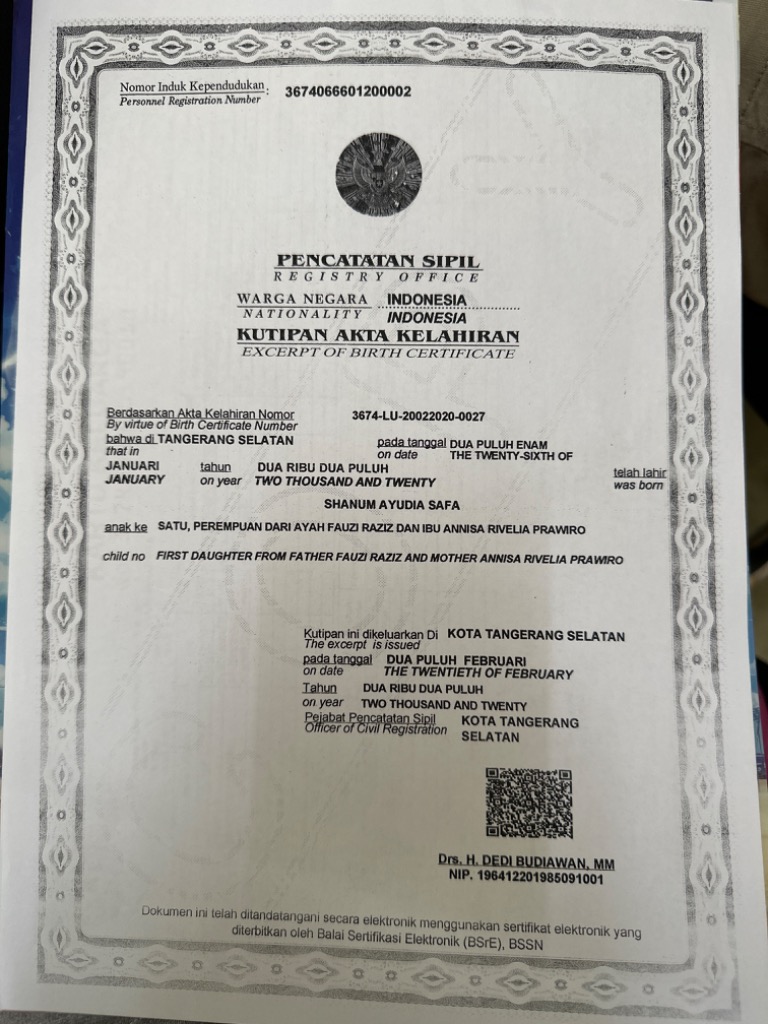 Nomor Induk Kependudukan : 3674066601200002
Personnel Registration Number
PENCATATAN SIPIL
REGISTRY OFFICE
WARGA NEGARA INDONESIA
NATIONALITY INDONESIA
KUTIPAN AKTA KELAHIRAN
EXCERPT OF BIRTH CERTIFICATE
Berdasarkan Akta Kelahiran Nomor 3674-LU-20022020-0027
By virtue of Birth Certificate Number
bahwa di TANGERANG SELATAN pada tanggal DUA PULUH ENAM
that in on date THE TWENTY-SIXTH OF
JANUARI tahun DUA RIBU DUA PULUH telah lahir
JANUARY on year TWO THOUSAND AND TWENTY was born
SHANUM AYUDIA SAFA
anak ke SATU, PEREMPUAN DARI AYAH FAUZI RAZIZ DAN IBU ANNISA RIVELIA PRAWIRO
child no FIRST DAUGHTER FROM FATHER FAUZI RAZIZ AND MOTHER ANNISA RIVELIA PRAWIRO
Kutipan ini dikeluarkan Di KOTA TANGERANG SELATAN
The excerpt is issued
pada tanggal DUA PULUH FEBRUARI
on date THE TWENTIETH OF FEBRUARY
Tahun DUA RIBU DUA PULUH
on year TWO THOUSAND AND TWENTY
Pejabat Pencatatan Sipil KOTA TANGERANG
Officer of Civil Registration SELATAN
Drs. H. DEDI BUDIAWAN, MM
NIP. 196412201985091001
Dokumen ini telah ditandatangani secara elektronik menggunakan sertifikat elektronik yang
diterbitkan oleh Balai Sertifikasi Elektronik (BSrE), BSSN